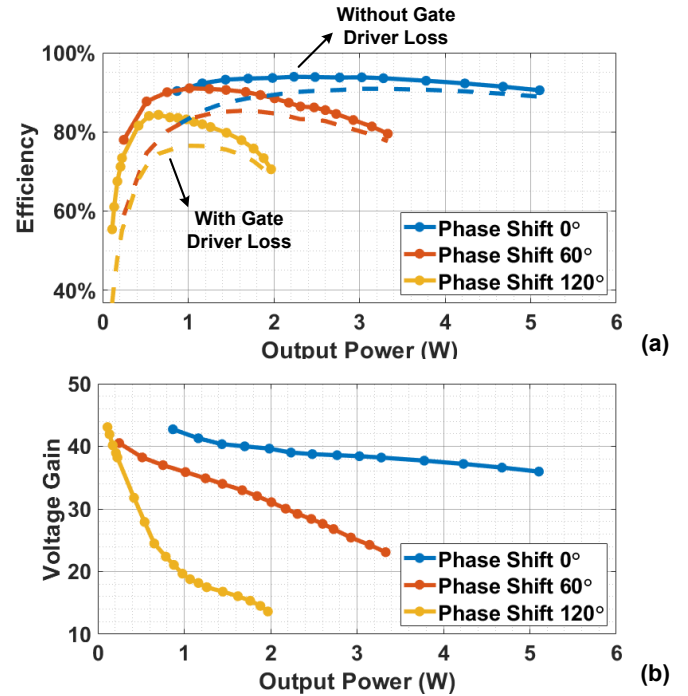 Without Gate
Driver Loss
100%
80%
60%
40%
Efficiency
With Gate
Driver Loss
Phase Shift 0°
Phase Shift 60°
Phase Shift 120°
0 1 2 3 4 5 6
Output Power (W)
(a)
50
40
30
20
10
Voltage Gain
Phase Shift 0°
Phase Shift 60°
Phase Shift 120°
0 1 2 3 4 5 6
Output Power (W)
(b)